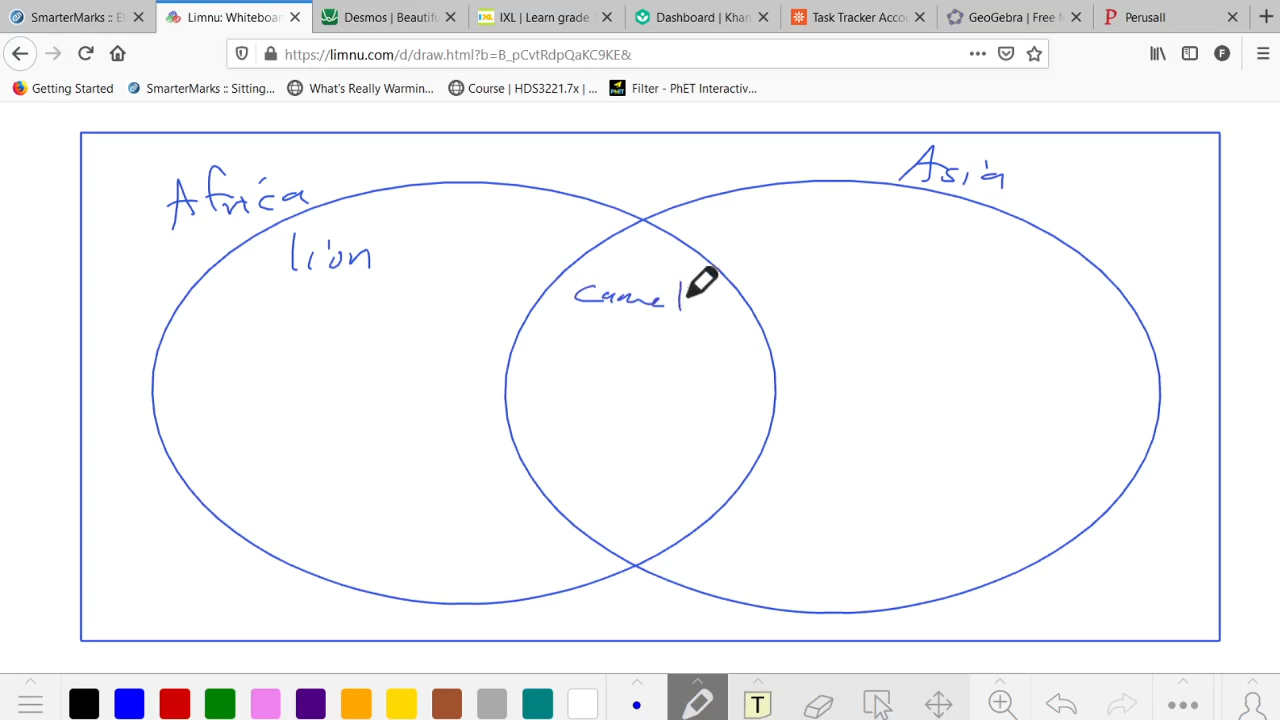 SmarterMarks :: El
Limnu: Whiteboar
Desmos | Beautifu
IXL | Learn grade
Dashboard | Khan
Task Tracker Accou
GeoGebra | Free M
Perusall
https://limnu.com/d/draw.html?b=B_pCvtRdpQaKC9KE&
Getting Started
SmarterMarks :: Sitting...
What's Really Warmin...
Course | HDS3221.7x | ...
Filter - PhET Interactiv...
Africa
Asia
lion
camel
T